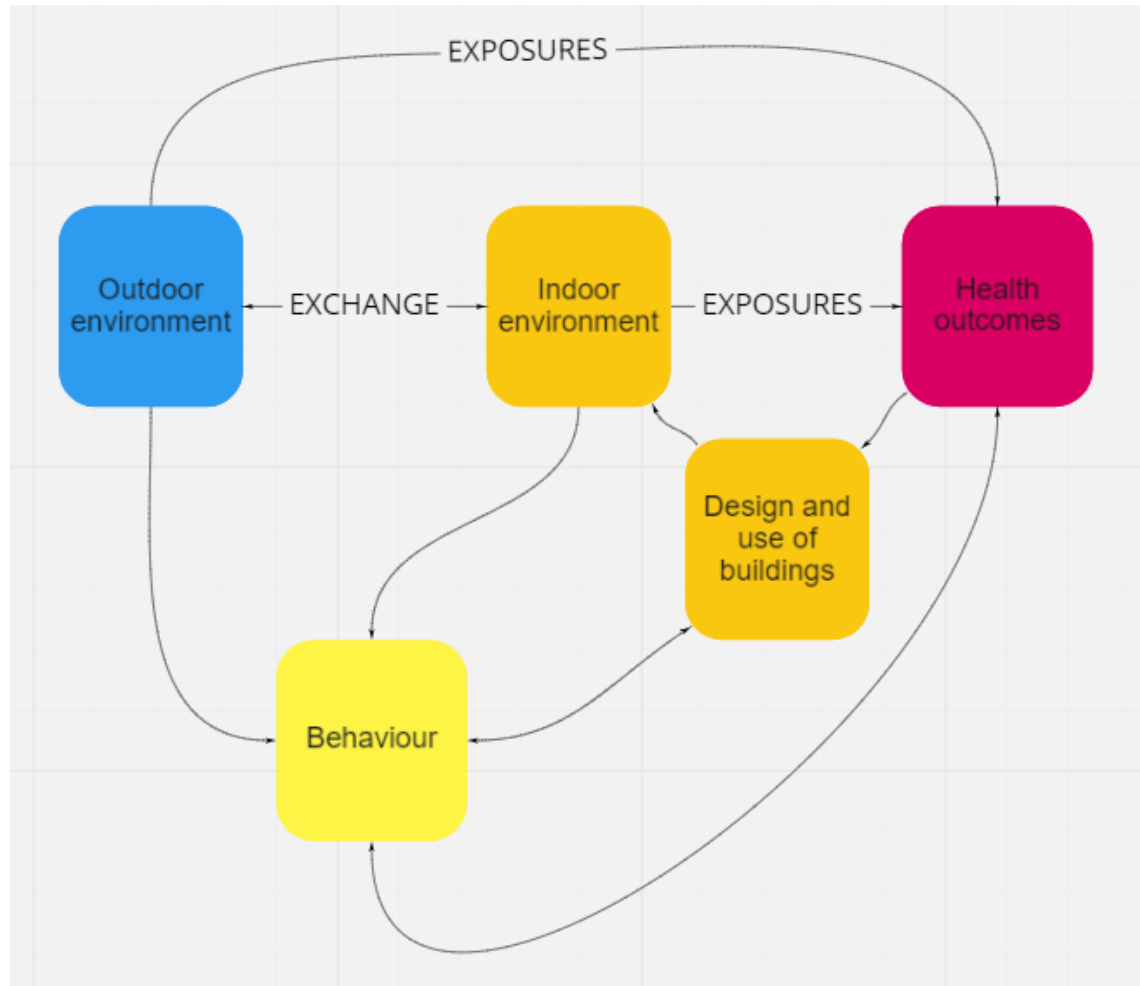 EXPOSURES
Outdoor
environment
EXCHANGE
Indoor
environment
EXPOSURES
Health
outcomes
Design and
use of
buildings
Behaviour